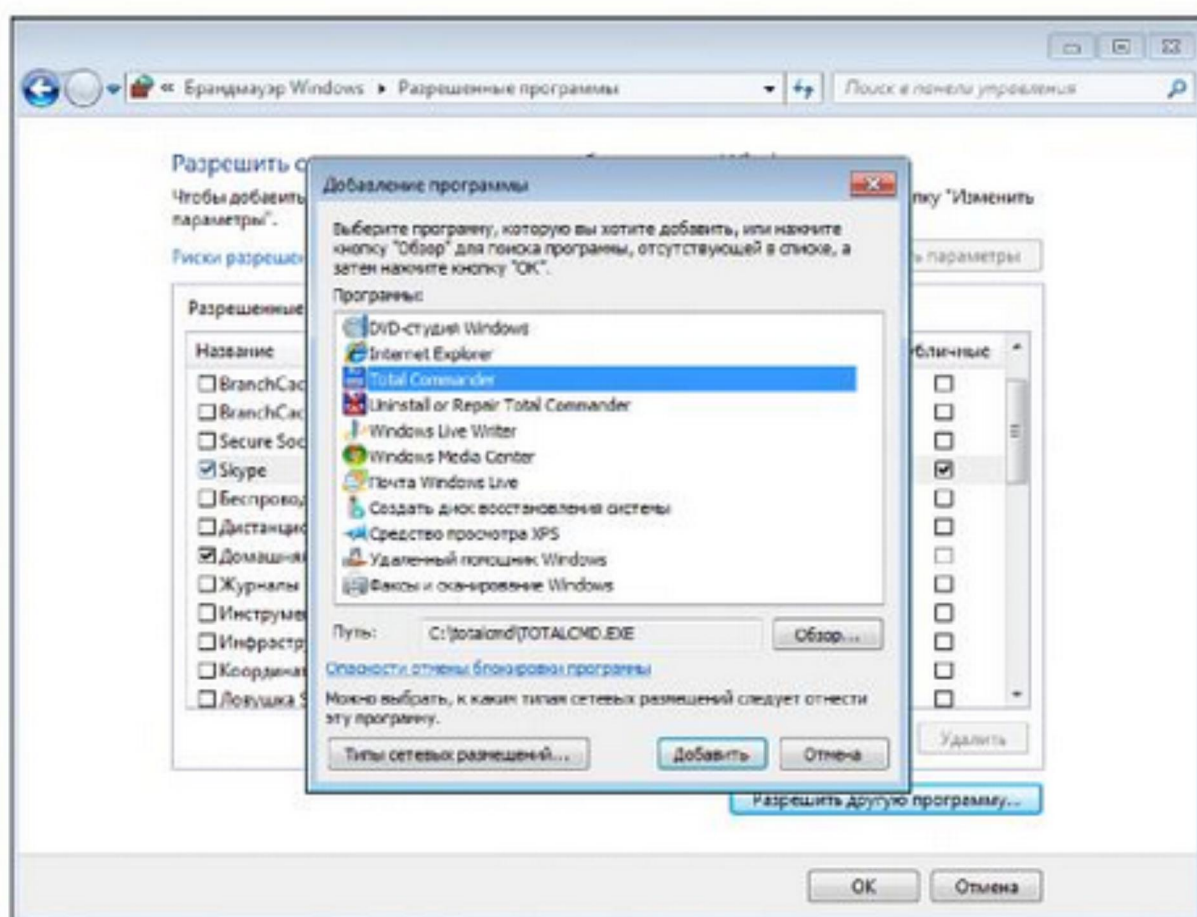 « Брандмауэр Windows ▸ Разрешенные программы
Поиск в панели управления
Разрешить
Добавление программы
Чтобы добавить
пку "Изменить
параметры".
Выберите программу, которую вы хотите добавить, или нажмите
кнопку "Обзор" для поиска программы, отсутствующей в списке, а
затем нажмите кнопку "ОК".
Риски разрешен
ь параметры
Программы:
Разрешенные
Название
бличные
DVD-студия Windows
Internet Explorer
Total Commander
Uninstall or Repair Total Commander
Windows Live Writer
Windows Media Center
Почта Windows Live
Создать диск восстановления системы
Средство просмотра XPS
Удаленный помощник Windows
Факсы и сканирование Windows
BranchCac
BranchCac
Secure Soc
Skype
Беспровод
Дистанцио
Домашняя
Журналы
Инструмен
Инфрастру
Координат
Ловушка S
Путь:
C:\totalcmd\TOTALCMD.EXE
Обзор...
Опасности отмены блокировки программы
Можно выбрать, к каким типам сетевых размещений следует отнести
эту программу.
Типы сетевых размещений...
Добавить
Отмена
Удалить
Разрешить другую программу...
OK
Отмена